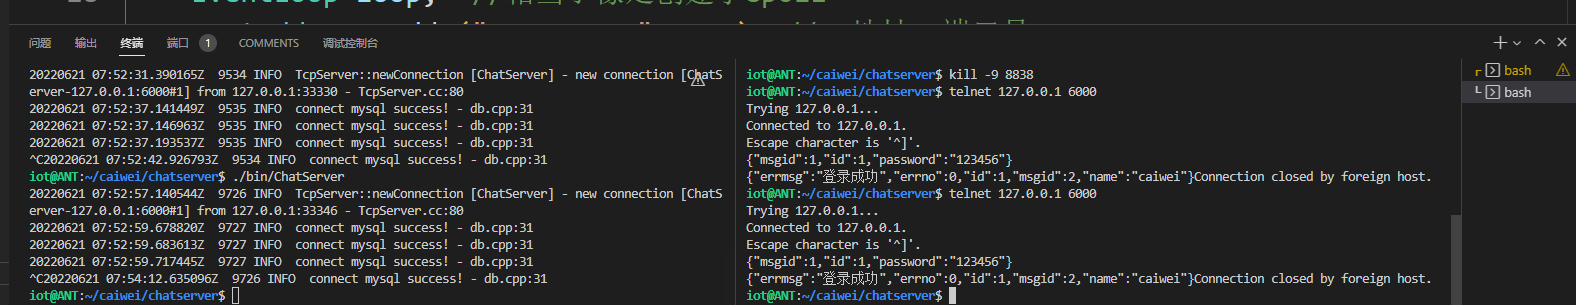 问题 输出 终端 端口 1 COMMENTS 调试控制台
20220621 07:52:31.390165Z  9534 INFO  TcpServer::newConnection [ChatServer] - new connection [ChatS
erver-127.0.0.1:6000#1] from 127.0.0.1:33330 - TcpServer.cc:80
20220621 07:52:37.141449Z  9535 INFO  connect mysql success! - db.cpp:31
20220621 07:52:37.146963Z  9535 INFO  connect mysql success! - db.cpp:31
20220621 07:52:37.193537Z  9535 INFO  connect mysql success! - db.cpp:31
^C20220621 07:52:42.926793Z  9534 INFO  connect mysql success! - db.cpp:31
iot@ANT:~/caiwei/chatserver$ ./bin/ChatServer
20220621 07:52:57.140544Z  9726 INFO  TcpServer::newConnection [ChatServer] - new connection [ChatS
erver-127.0.0.1:6000#1] from 127.0.0.1:33346 - TcpServer.cc:80
20220621 07:52:59.678820Z  9727 INFO  connect mysql success! - db.cpp:31
20220621 07:52:59.683613Z  9727 INFO  connect mysql success! - db.cpp:31
20220621 07:52:59.717445Z  9727 INFO  connect mysql success! - db.cpp:31
^C20220621 07:54:12.635096Z  9726 INFO  connect mysql success! - db.cpp:31
iot@ANT:~/caiwei/chatserver$
iot@ANT:~/caiwei/chatserver$ kill -9 8838
iot@ANT:~/caiwei/chatserver$ telnet 127.0.0.1 6000
Trying 127.0.0.1...
Connected to 127.0.0.1.
Escape character is '^]'.
{"msgid":1,"id":1,"password":"123456"}
{"errmsg":"登录成功","errno":0,"id":1,"msgid":2,"name":"caiwei"}Connection closed by foreign host.
iot@ANT:~/caiwei/chatserver$ telnet 127.0.0.1 6000
Trying 127.0.0.1...
Connected to 127.0.0.1.
Escape character is '^]'.
{"msgid":1,"id":1,"password":"123456"}
{"errmsg":"登录成功","errno":0,"id":1,"msgid":2,"name":"caiwei"}Connection closed by foreign host.
iot@ANT:~/caiwei/chatserver$
bash
bash